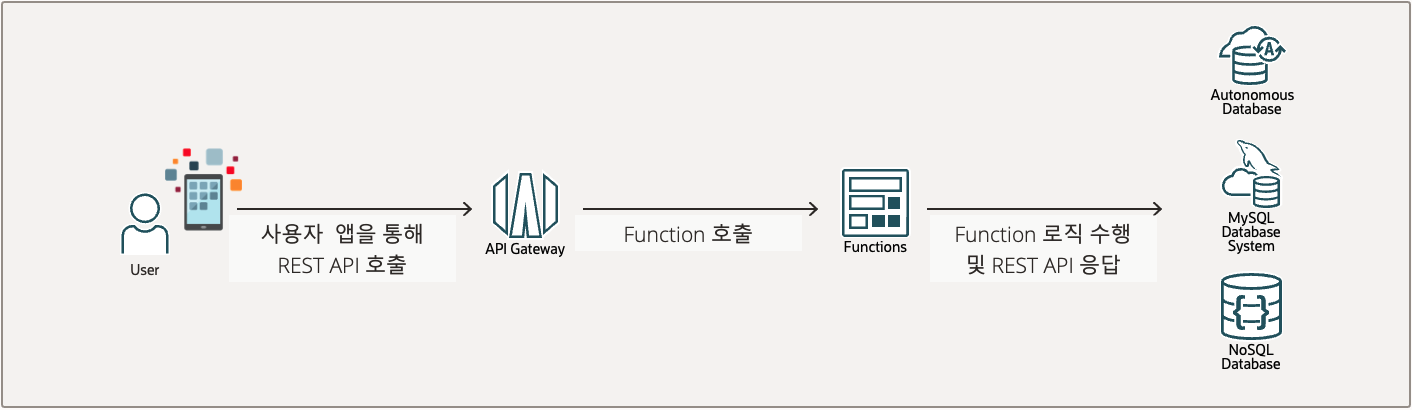 User
사용자 앱을 통해
REST API 호출
API Gateway
Function 호출
Functions
Function 로직 수행
및 REST API 응답
A
Autonomous
Database
MySQL
Database
System
{ }
NoSQL
Database